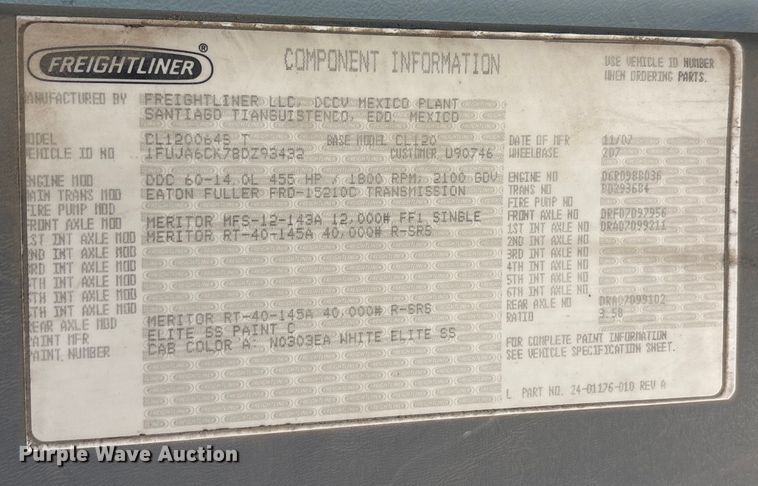 FREIGHTLINER ®
COMPONENT INFORMATION
USE VEHICLE ID NUMBER
WHEN ORDERING PARTS.
MANUFACTURED BY FREIGHTLINER LLC, DCCV MEXICO PLANT
SANTIAGO TIANGUISTENCO, EDO. MEXICO
MODEL CL120064S T BASE MODEL CL120 DATE OF MFR 11/07
VEHICLE ID NO 1FUJA6CK78DZ93432 CUSTOMER U90746 WHEELBASE 207
ENGINE MOD DDC 60-14.0L 455 HP / 1800 RPM, 2100 GOV ENGINE NO 06R0988036
MAIN TRANS MOD EATON FULLER FRO-15210C TRANSMISSION TRANS NO
FIRE PUMP MOD FIRE PUMP NO
FRONT AXLE MOD MERITOR MFS-12-143A 12,000# FF1 SINGLE FRONT AXLE NO DRF07D97956
1ST INT AXLE MOD MERITOR RT-40-145A 40,000# R-SRS 1ST INT AXLE NO DRA07D99211
2ND INT AXLE MOD 2ND INT AXLE NO
3RD INT AXLE MOD 3RD INT AXLE NO
4TH INT AXLE MOD 4TH INT AXLE NO
5TH INT AXLE MOD 5TH INT AXLE NO
6TH INT AXLE MOD 6TH INT AXLE NO
REAR AXLE MOD MERITOR RT-40-145A 40,000# R-SRS REAR AXLE NO DRA07D99102
PAINT MFR ELITE SS PAINT C RATIO 3.58
PAINT NUMBER CAB COLOR A: N0303EA WHITE ELITE SS
FOR COMPLETE PAINT INFORMATION
SEE VEHICLE SPECIFICATION SHEET.
L PART NO. 24-01176-010 REV A
Purple Wave Auction